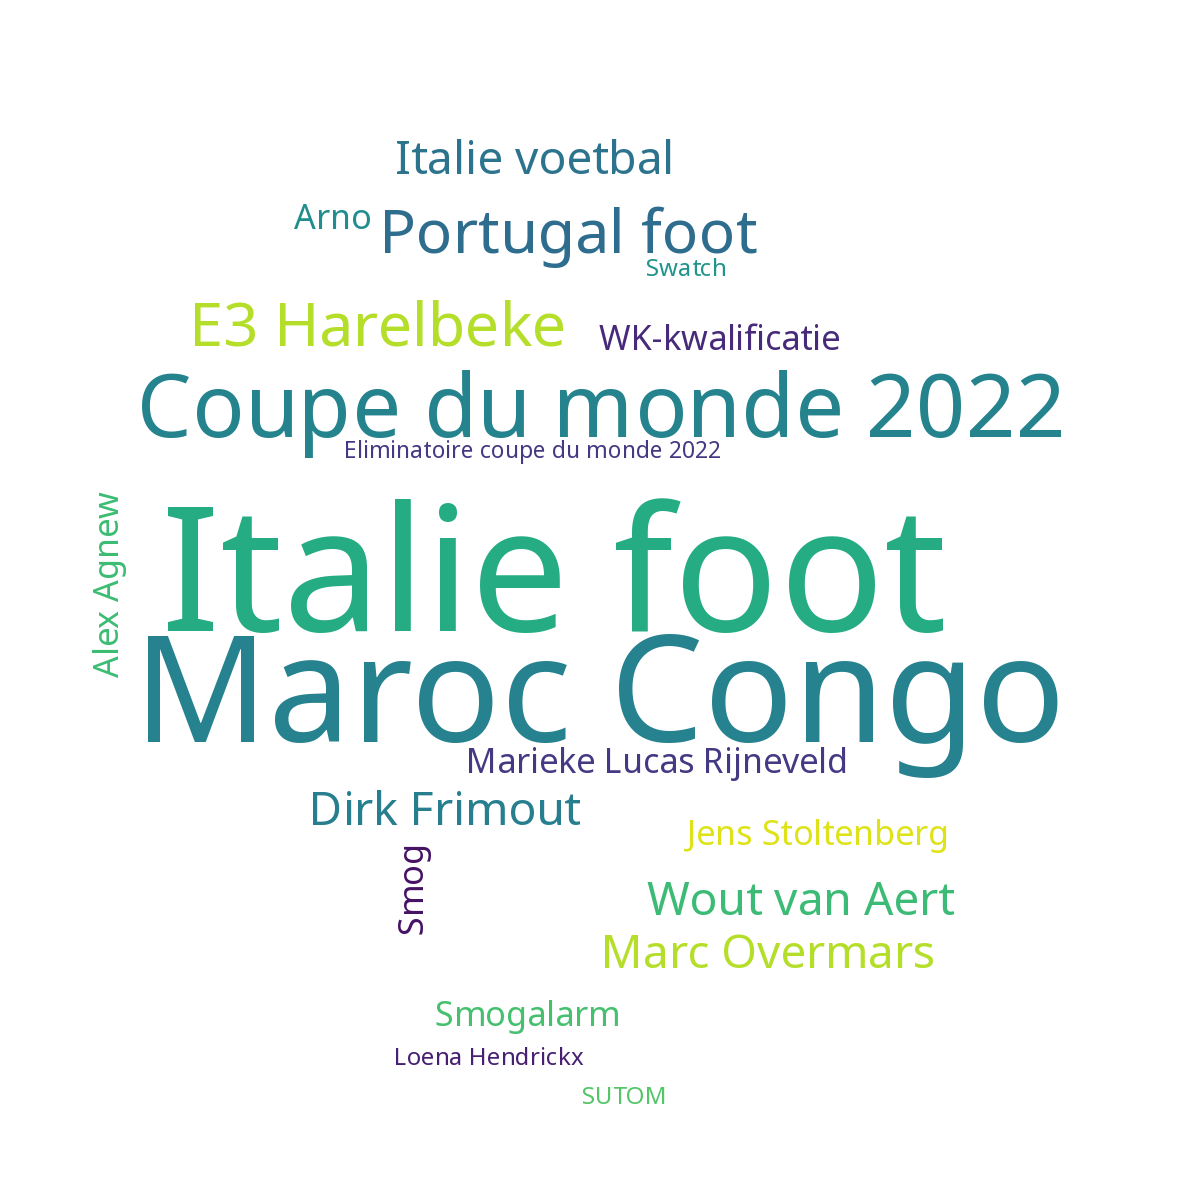 Italie voetbal
Arno
Portugal foot
Swatch
E3 Harelbeke
WK-kwalificatie
Coupe du monde 2022
Eliminatoire coupe du monde 2022
Alex Agnew
Italie foot
Maroc Congo
Marieke Lucas Rijneveld
Dirk Frimout
Jens Stoltenberg
Smog
Wout van Aert
Marc Overmars
Smogalarm
Loena Hendrickx
SUTOM